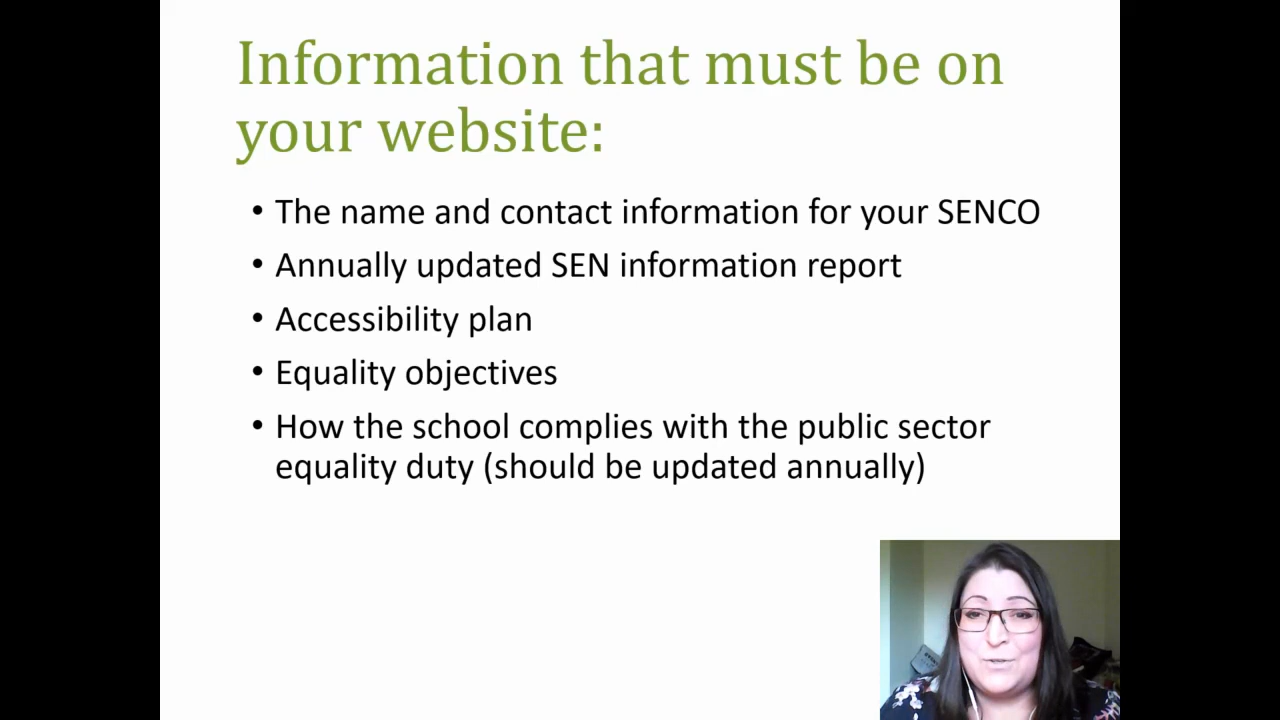 Information that must be on
your website:
• The name and contact information for your SENCO
• Annually updated SEN information report
• Accessibility plan
• Equality objectives
• How the school complies with the public sector
equality duty (should be updated annually)